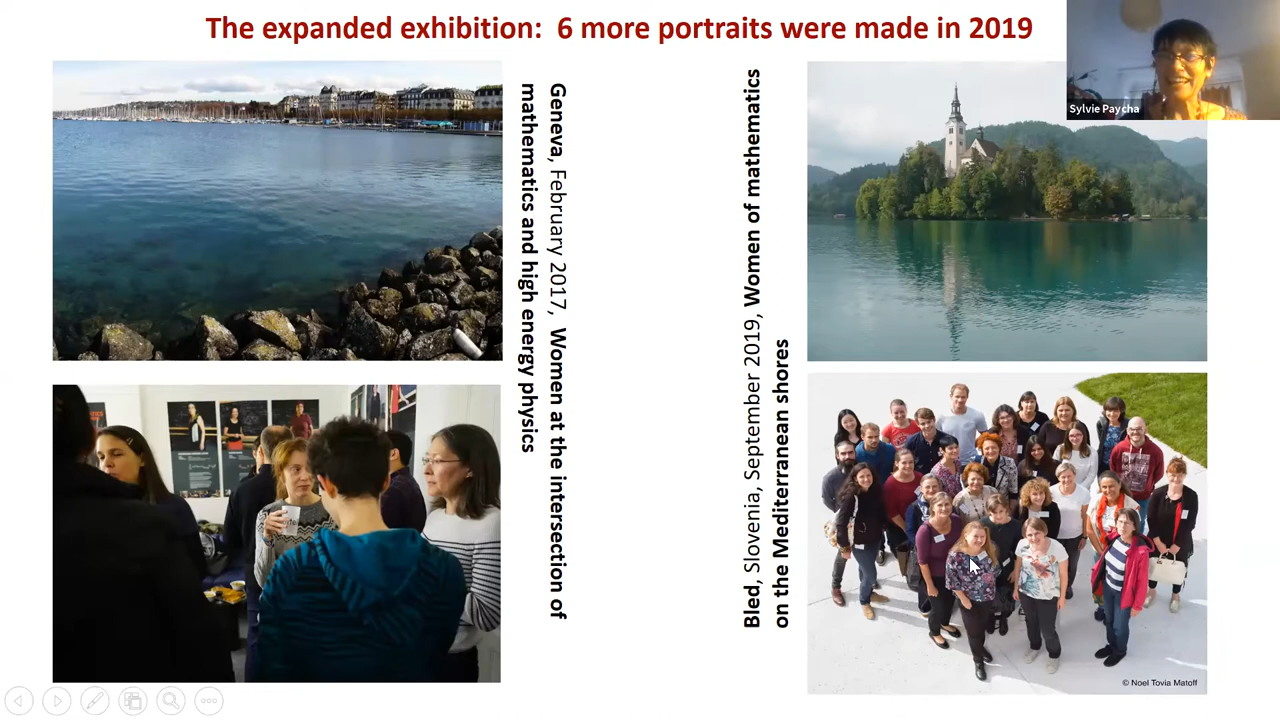 The expanded exhibition:  6 more portraits were made in 2019
Sylvie Paycha
Geneva, February 2017,  Women at the intersection of
mathematics and high energy physics
Bled, Slovenia, September 2019, Women of mathematics
on the Mediterranean shores
© Noel Tovia Matoff